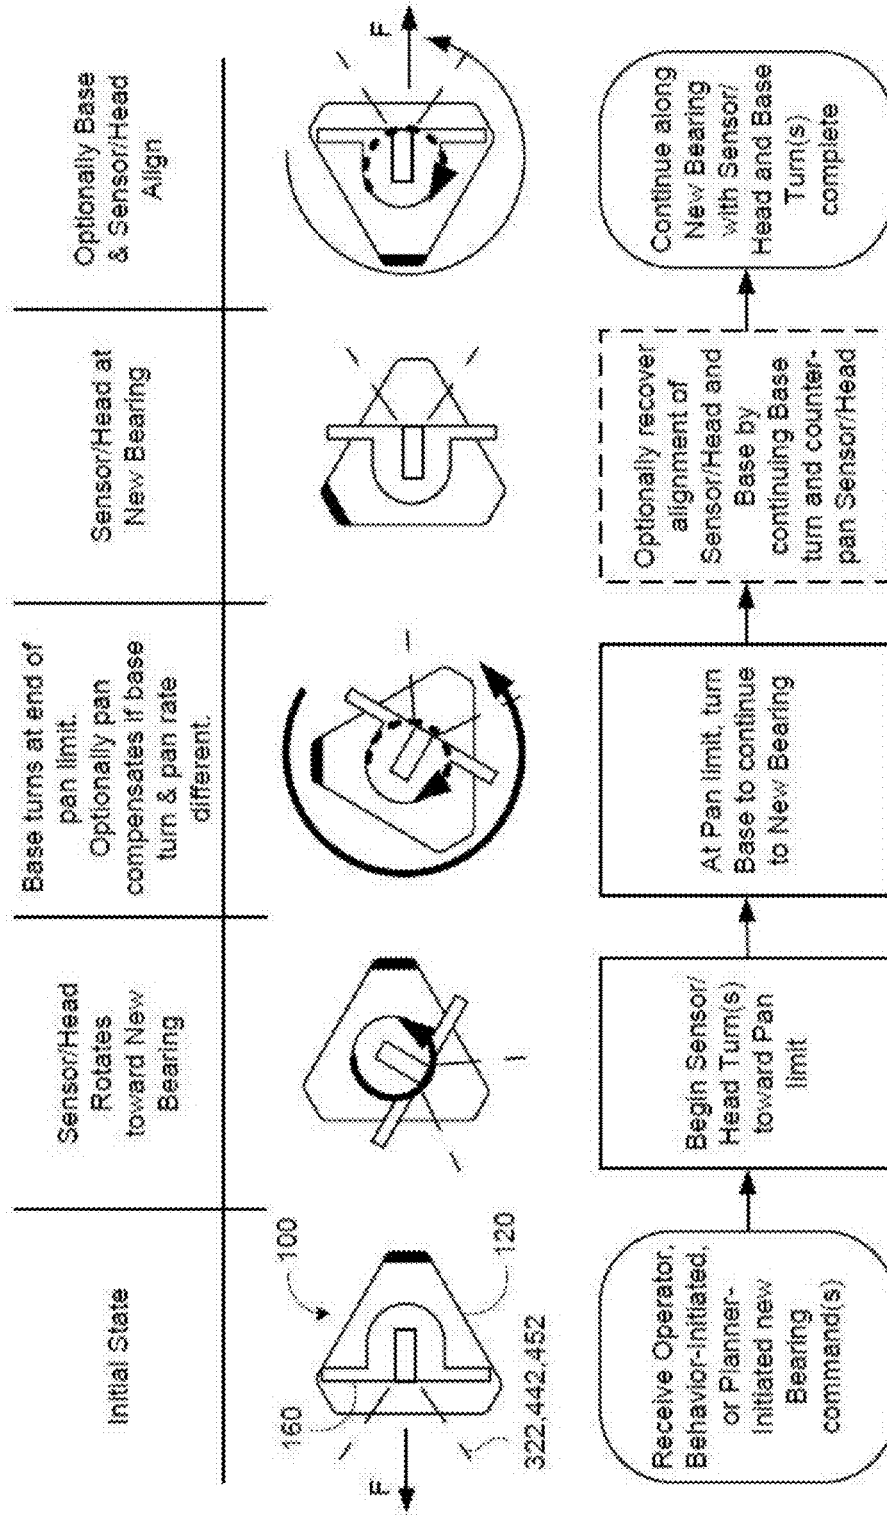 Initial State
Sensor/Head
Rotates
toward New
Bearing
Base turns at end of
pan limit.
Optionally pan
compensates if base
turn & pan rate
different.
Sensor/Head at
New Bearing
Optionally Base
& Sensor/Head
Align
F
160
100
120
322,442,452
F
Receive Operator,
Behavior-Initiated,
or Planner-
Initiated new
Bearing
command(s)
Begin Sensor/
Head Turn(s)
toward Pan
limit
At Pan limit, turn
Base to continue
to New Bearing
Optionally recover
alignment of
Sensor/Head and
Base by
continuing Base
turn and counter-
pan Sensor/Head
Continue along
New Bearing
with Sensor/
Head and Base
Turn(s)
complete